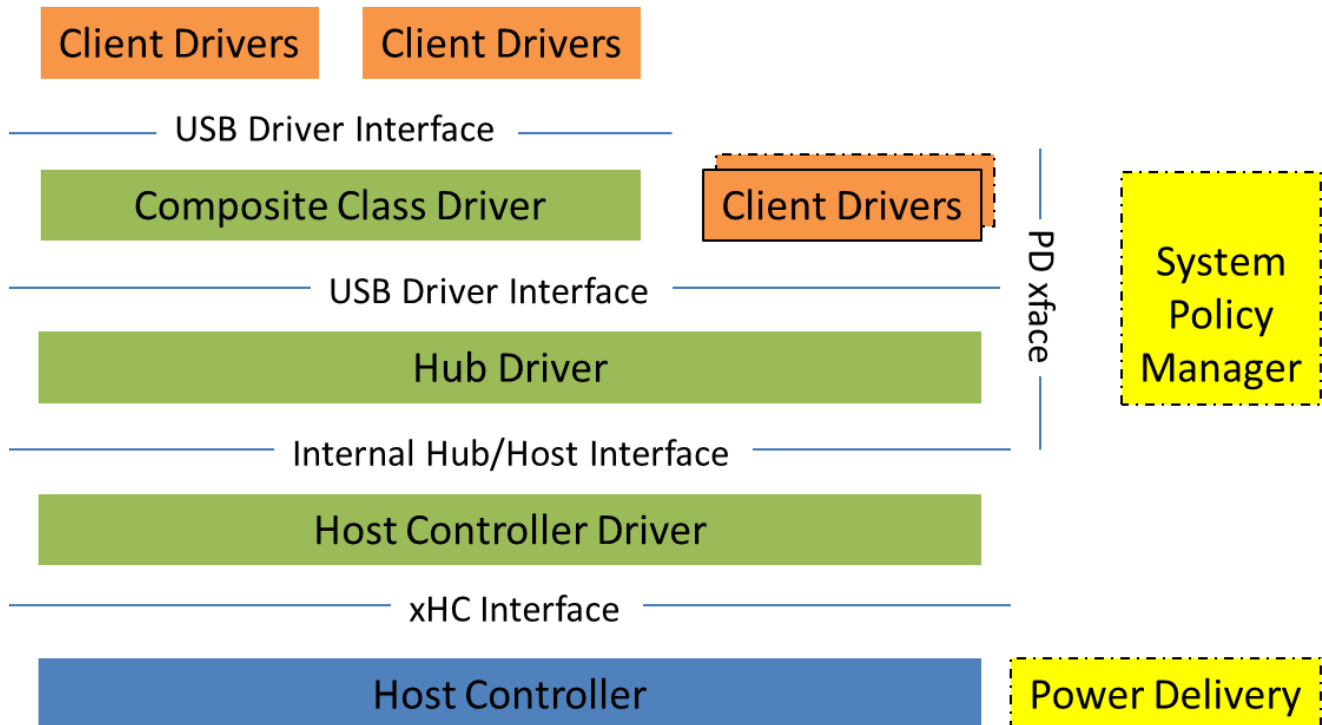 Client Drivers
Client Drivers
USB Driver Interface
Composite Class Driver
Client Drivers
PD xface
System
Policy
Manager
USB Driver Interface
Hub Driver
Internal Hub/Host Interface
Host Controller Driver
xHC Interface
Host Controller
Power Delivery